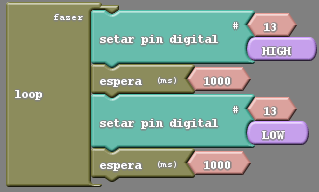 fazer
setar pin digital # 13
HIGH
espera (ms) 1000
loop
setar pin digital # 13
LOW
espera (ms) 1000